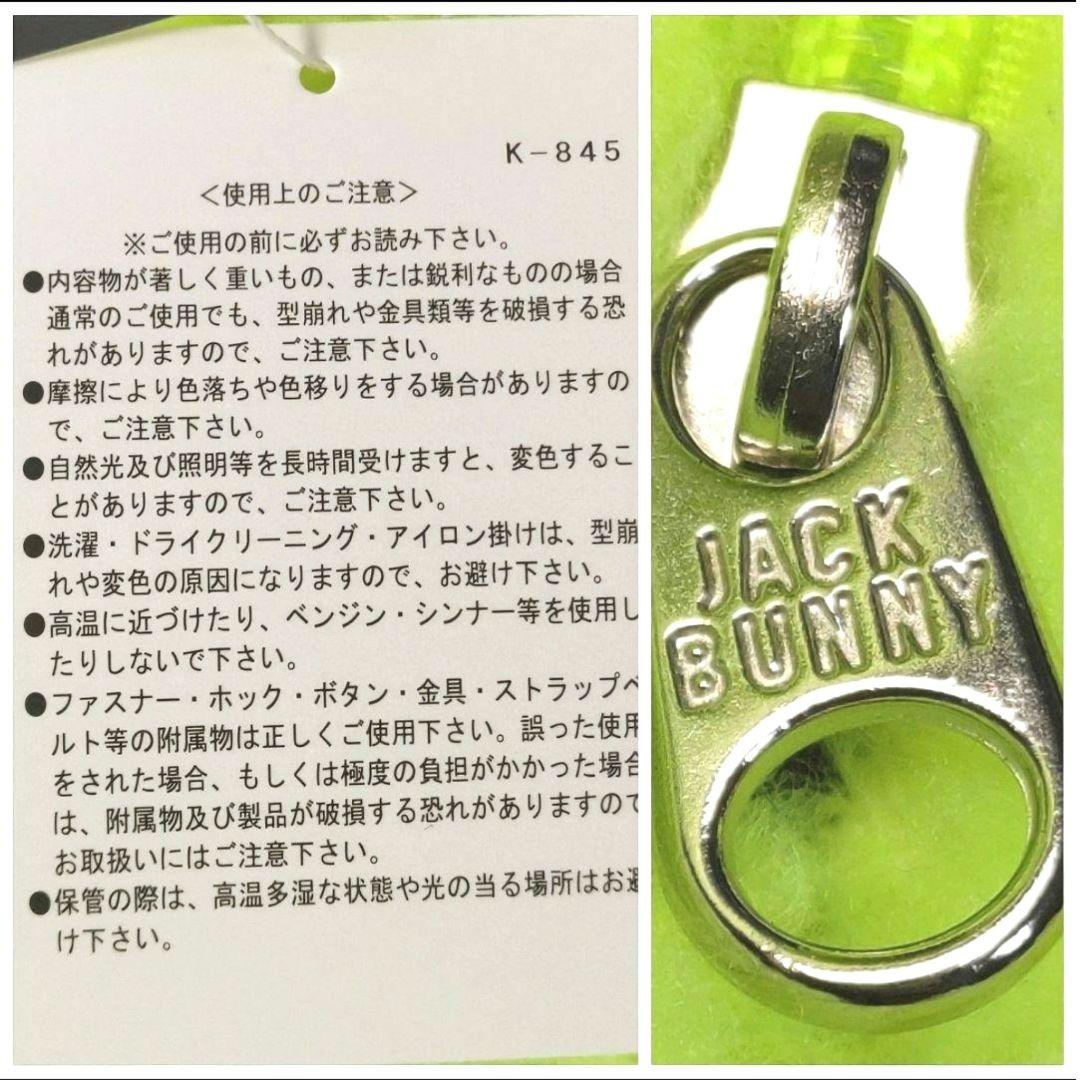 K-845
＜使用上のご注意＞
※ご使用の前に必ずお読み下さい。
●内容物が著しく重いもの、または鋭利なものの場合
通常のご使用でも、型崩れや金具類等を破損する恐
れがありますので、ご注意下さい。
●摩擦により色落ちや色移りをする場合がありますの
で、ご注意下さい。
●自然光及び照明等を長時間受けますと、変色するこ
とがありますので、ご注意下さい。
●洗濯・ドライクリーニング・アイロン掛けは、型崩
れや変色の原因になりますので、お避け下さい。
●高温に近づけたり、ベンジン・シンナー等を使用し
たりしないで下さい。
●ファスナー・ホック・ボタン・金具・ストラップベ
ルト等の附属物は正しくご使用下さい。誤った使用
をされた場合、もしくは極度の負担がかかった場合
は、附属物及び製品が破損する恐れがありますので
お取扱いにはご注意下さい。
●保管の際は、高温多湿な状態や光の当る場所はお避
け下さい。
JACK
BUNNY